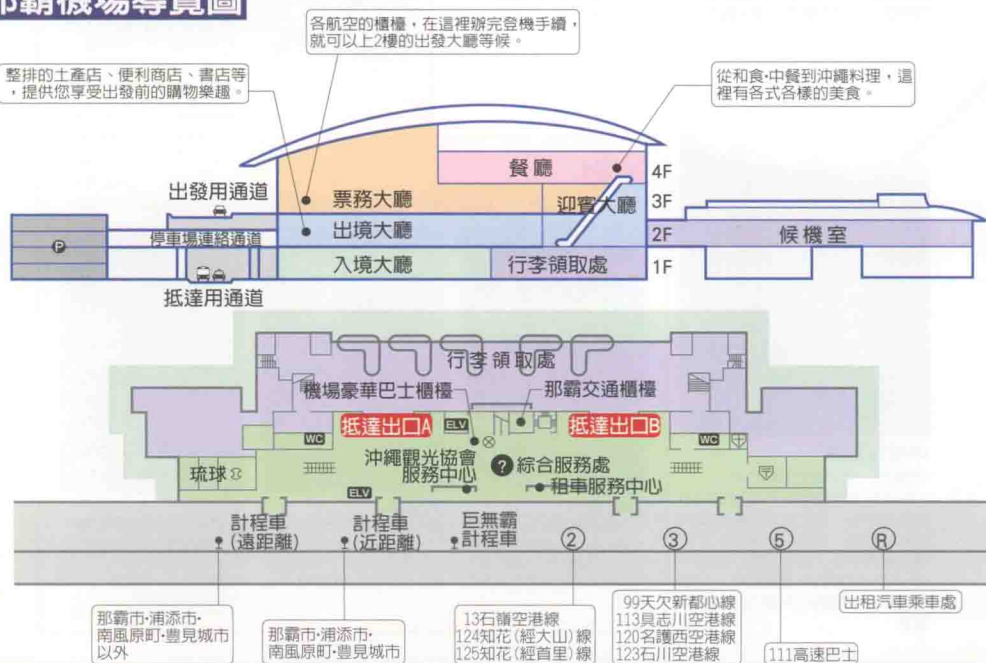 那霸機場導覽圖
各航空的櫃檯，在這裡辦完登機手續，
就可以上2樓的出發大廳等候。
整排的土產店、便利商店、書店等
，提供您享受出發前的購物樂趣。
從和食·中餐到沖繩料理，這
裡有各式各樣的美食。
餐廳
4F
出發用通道
票務大廳
迎賓大廳
3F
停車場連絡通道
出境大廳
2F
候機室
P
入境大廳
行李領取處
1F
抵達用通道
行李領取處
機場豪華巴士櫃檯
那霸交通櫃檯
抵達出口A
ELV
抵達出口B
WC
WC
沖繩觀光協會
服務中心
?
綜合服務處
琉球
租車服務中心
ELV
計程車
(遠距離)
計程車
(近距離)
巨無霸
計程車
②
③
⑤
Ⓡ
那霸市·浦添市·
南風原町·豊見城市
以外
那霸市·浦添市·
南風原町·豊見城市
13石嶺空港線
124知花(經大山)線
125知花(經首里)線
99天欠新都心線
113具志川空港線
120名護西空港線
123石川空港線
111高速巴士
出租汽車乘車處